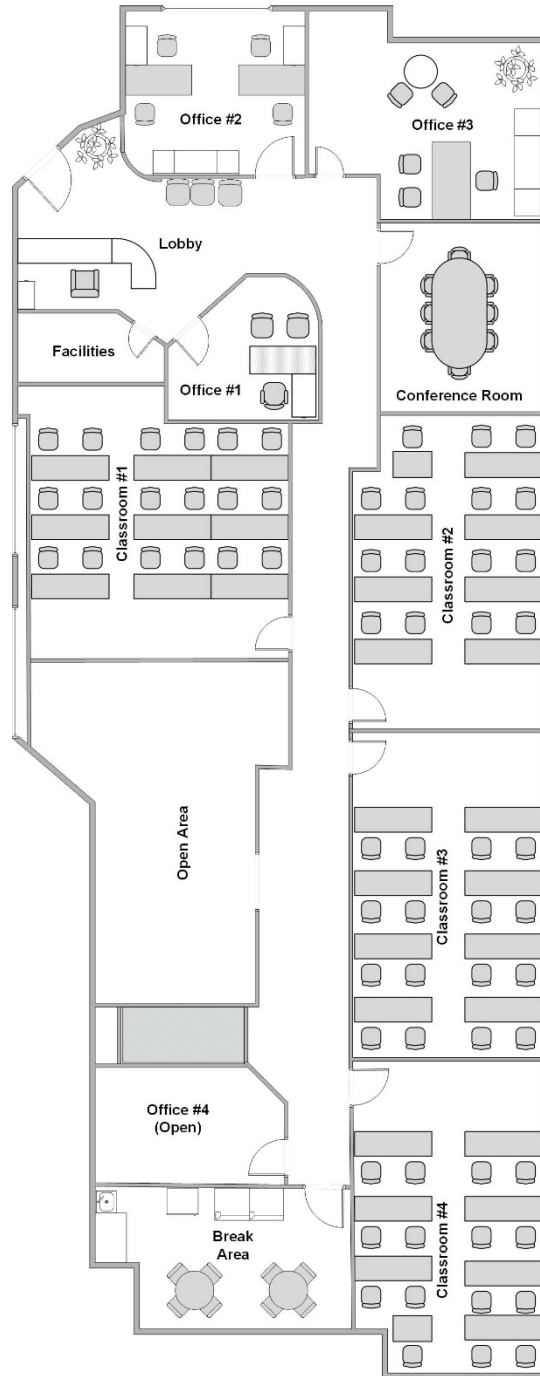 Office #2
Office #3
Lobby
Facilities
Office #1
Conference Room
Classroom #1
Classroom #2
Open Area
Classroom #3
Office #4
(Open)
Break
Area
Classroom #4